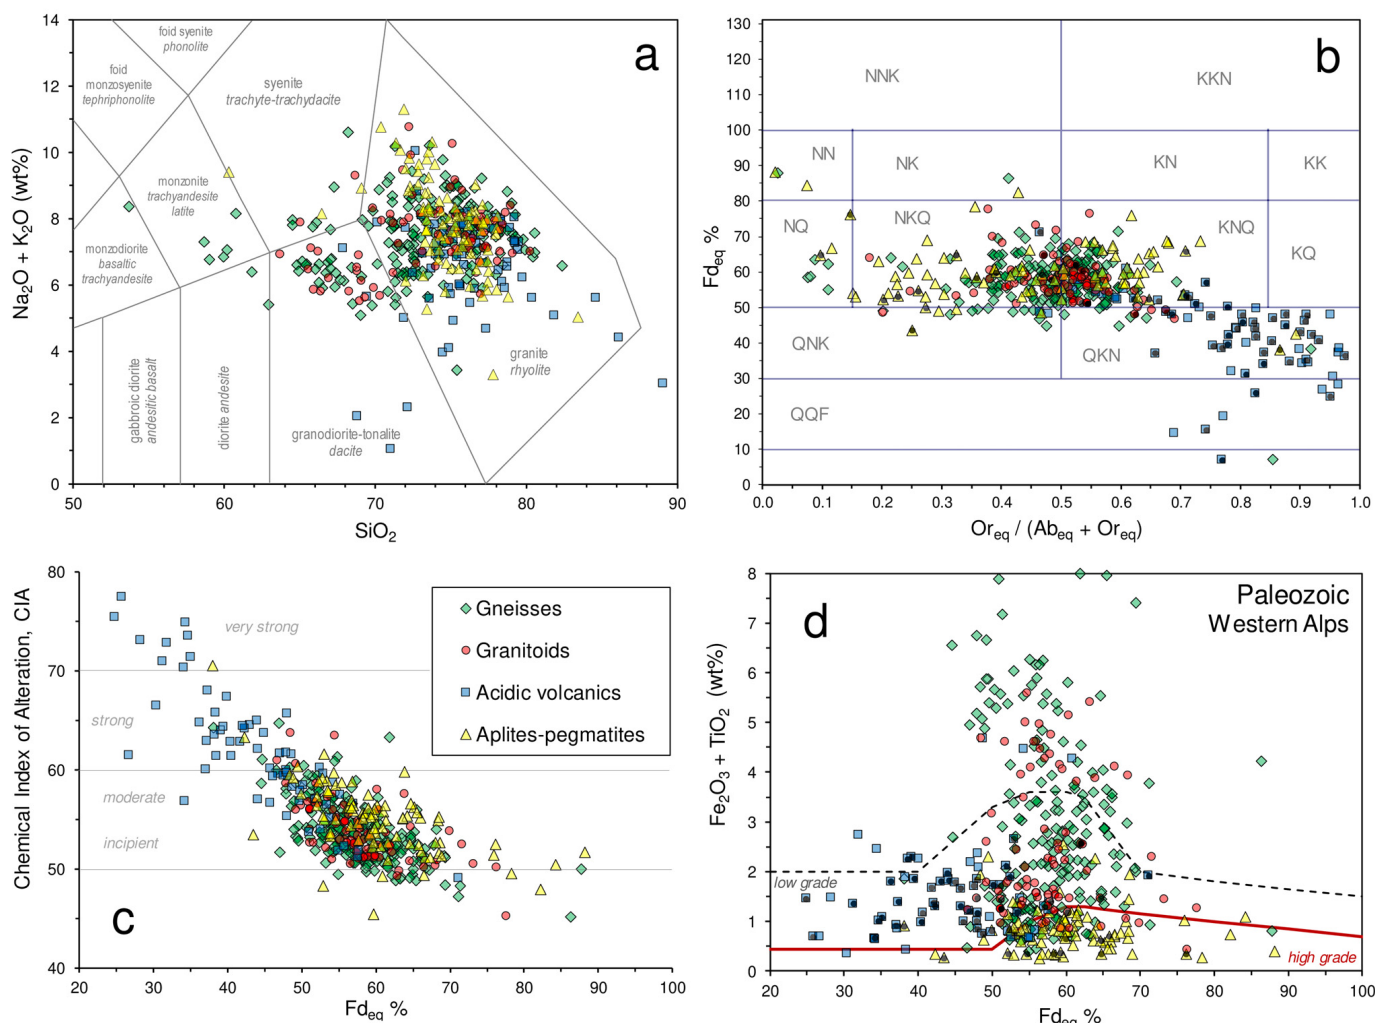 a
14
12
10
8
6
4
2
0
50
60
70
80
90
Na₂O + K₂O (wt%)
SiO₂
foid syenite
phonolite
foid
monzosyenite
tephriphonolite
syenite
trachyte-trachydacite
monzonite
trachyandesite
latite
monzodiorite
basaltic
trachyandesite
gabbroic diorite
andesitic basalt
diorite andesite
granodiorite-tonalite
dacite
granite
rhyolite
b
130
120
110
100
90
80
70
60
50
40
30
20
10
0
0.0
0.1
0.2
0.3
0.4
0.5
0.6
0.7
0.8
0.9
1.0
Fd_eq %
Or_eq / (Ab_eq + Or_eq)
NNK
KKN
NN
NK
KN
KK
NQ
NKQ
KNQ
KQ
QNK
QKN
QQF
c
80
70
60
50
40
20
30
40
50
60
70
80
90
100
Chemical Index of Alteration, CIA
Fd_eq %
very strong
strong
moderate
incipient
Gneisses
Granitoids
Acidic volcanics
Aplites-pegmatites
d
Paleozoic
Western Alps
8
7
6
5
4
3
2
1
0
20
30
40
50
60
70
80
90
100
Fe₂O₃ + TiO₂ (wt%)
Fd_eq %
low grade
high grade